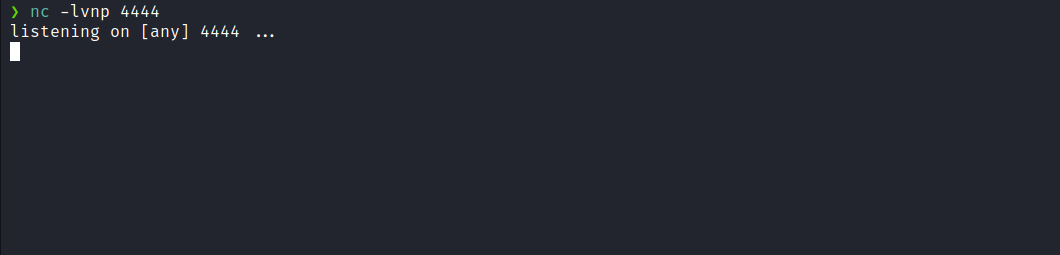 ❯ nc -lvnp 4444
listening on [any] 4444 ...